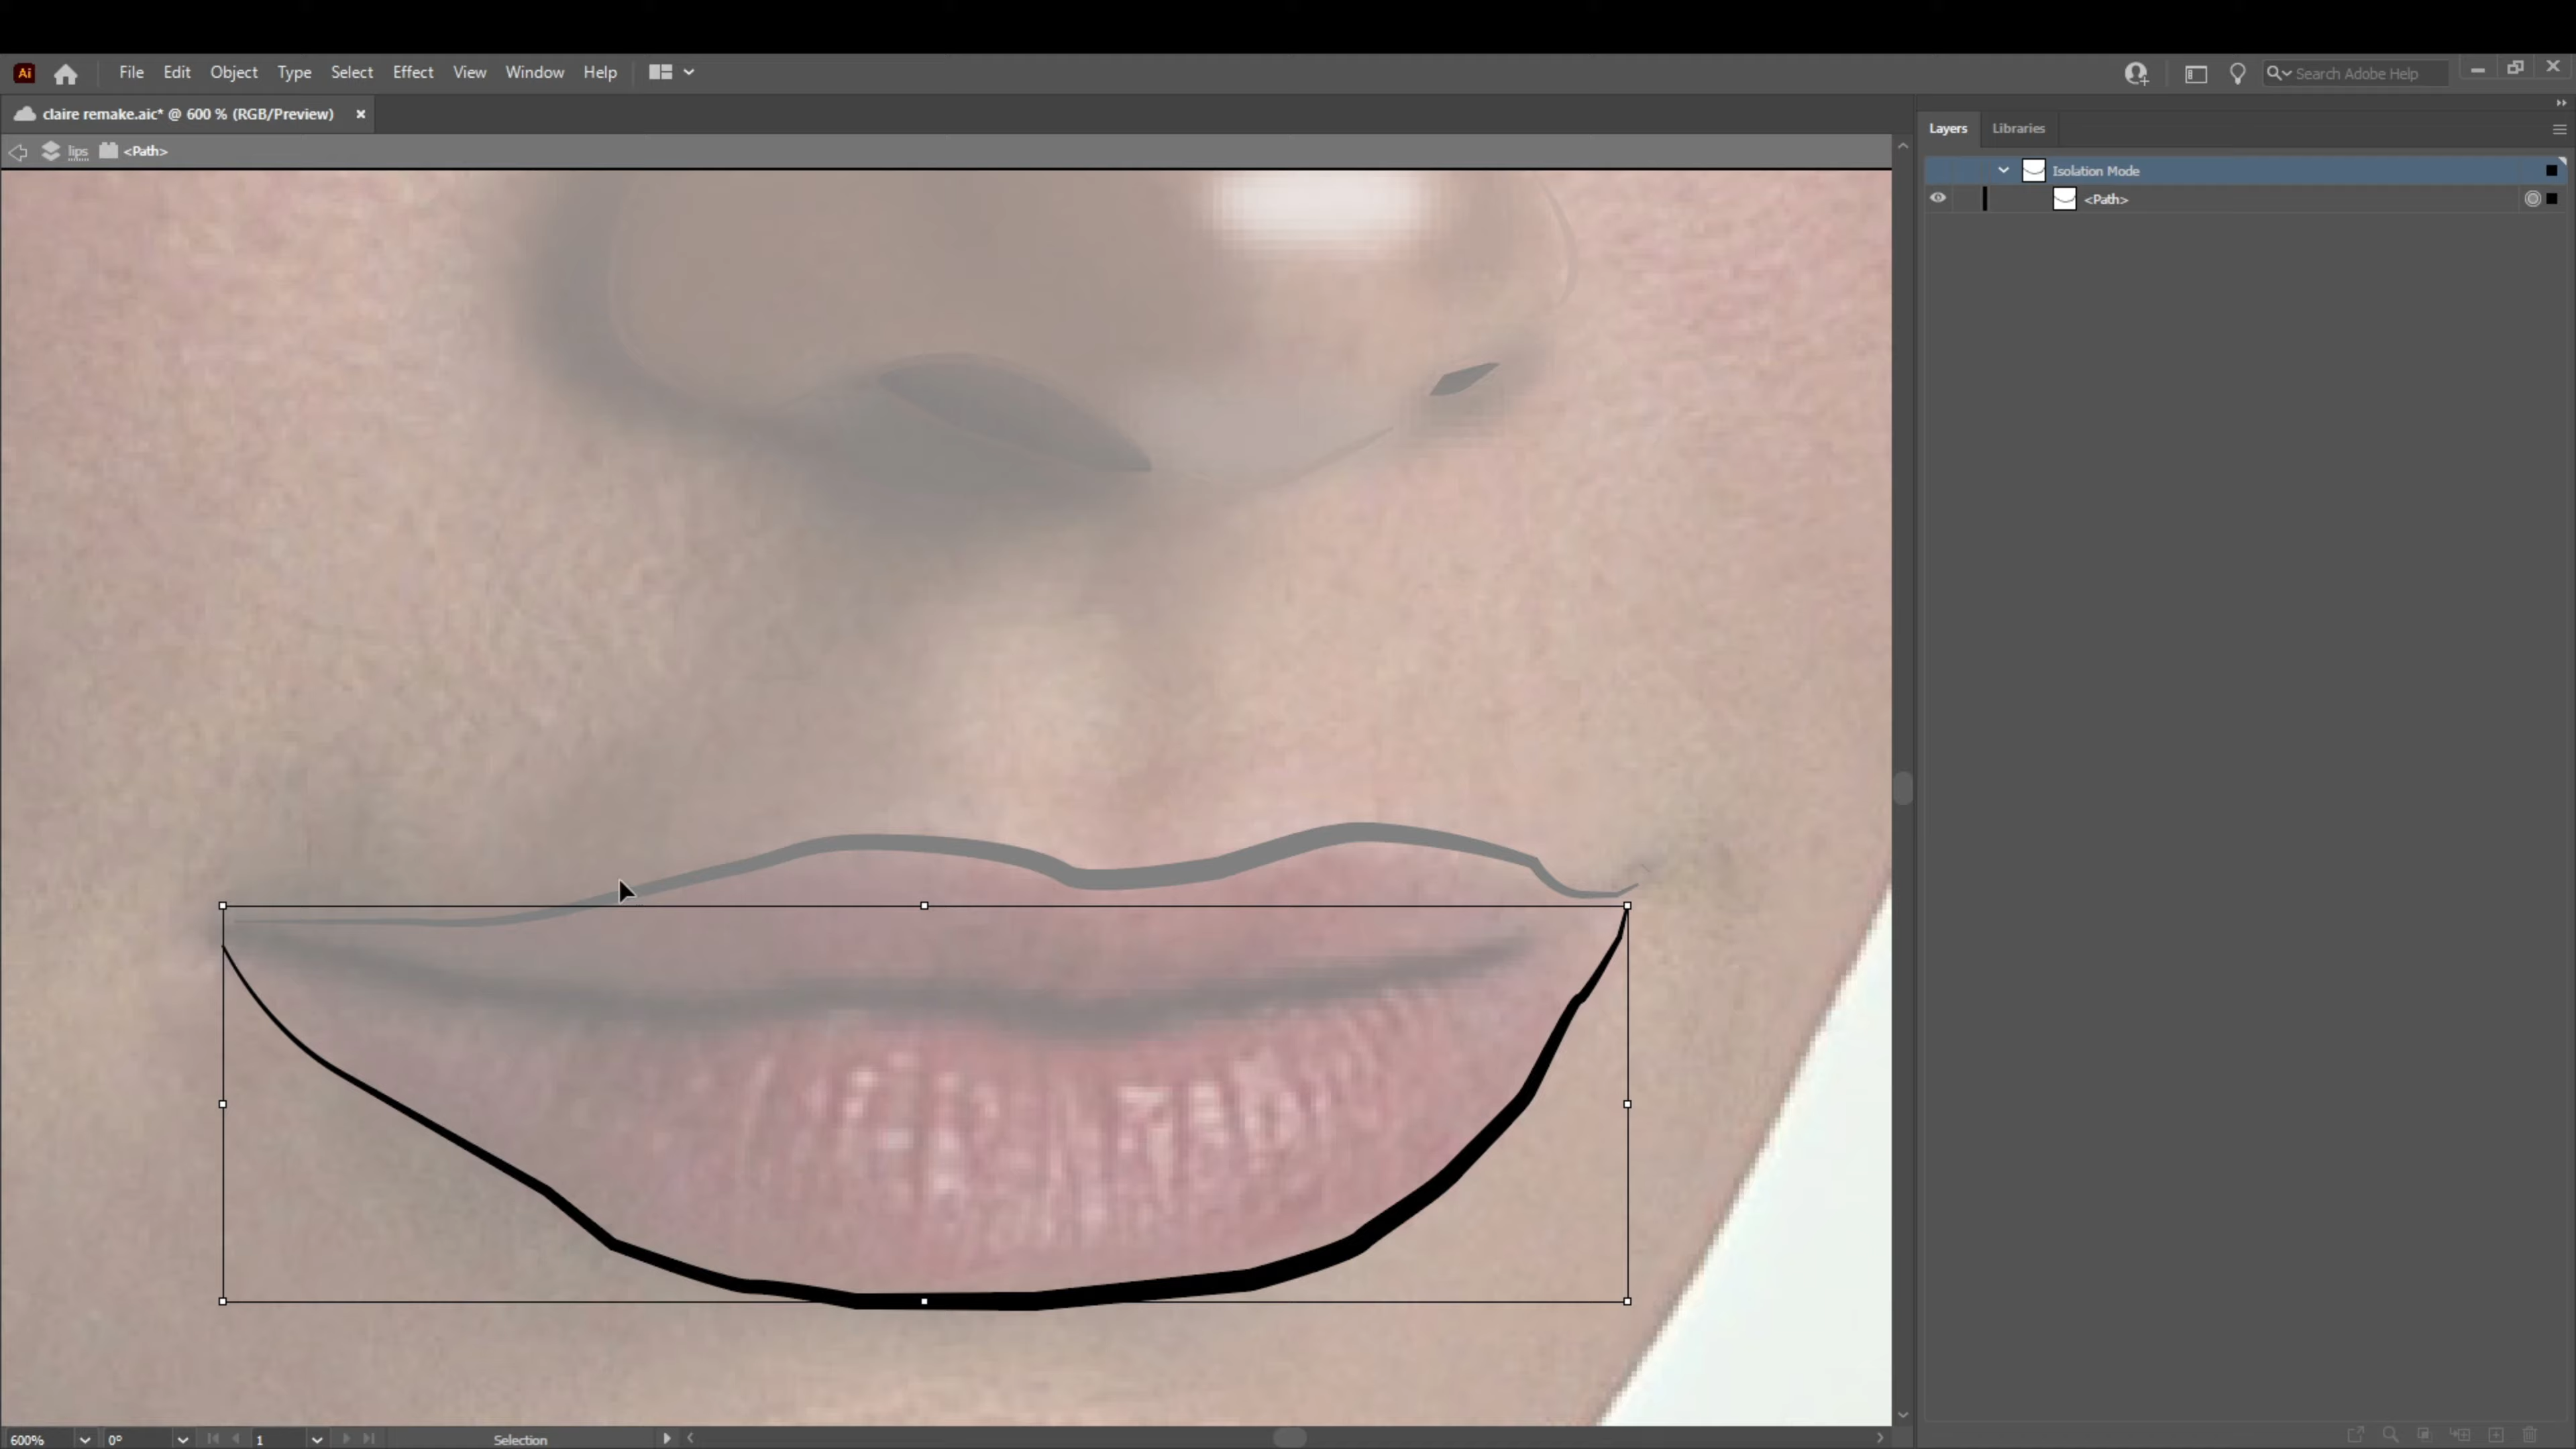 Ai File Edit Object Type Select Effect View Window Help Search Adobe Help
claire remake.aic* @ 600 % (RGB/Preview) ×
lips <Path>
Layers Libraries
Isolation Mode
<Path>
600% 0° 1 Selection